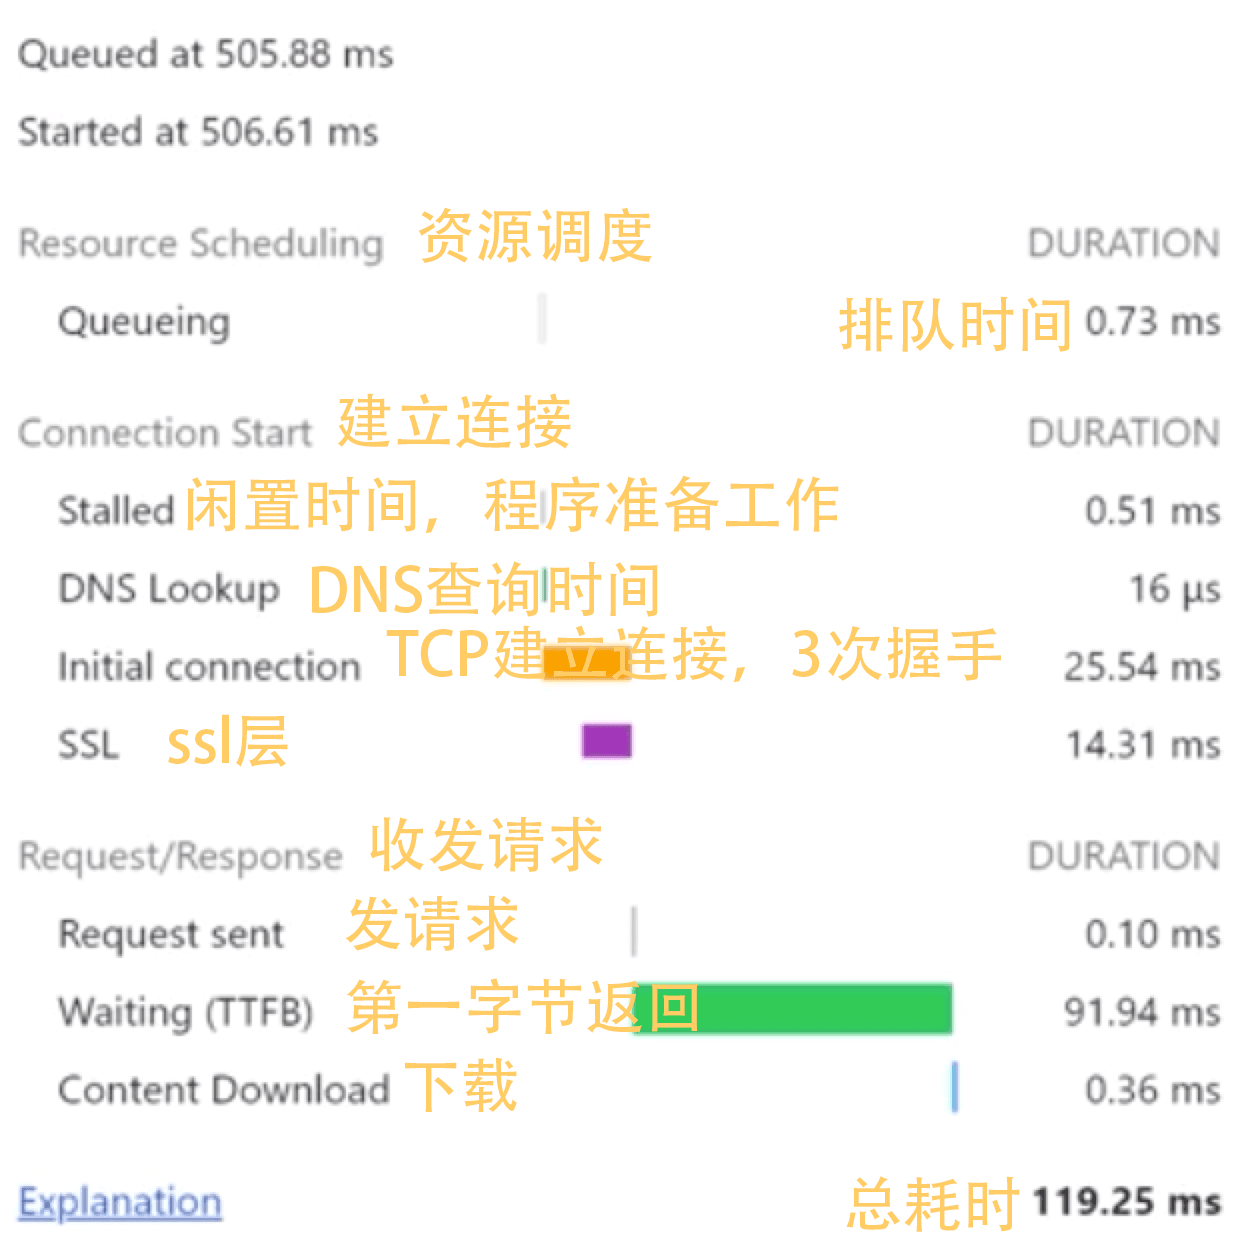 Queued at 505.88 ms
Started at 506.61 ms
Resource Scheduling 资源调度 DURATION
Queueing 排队时间 0.73 ms
Connection Start 建立连接 DURATION
Stalled 闲置时间，程序准备工作 0.51 ms
DNS Lookup DNS查询时间 16 μs
Initial connection TCP建立连接，3次握手 25.54 ms
SSL ssl层 14.31 ms
Request/Response 收发请求 DURATION
Request sent 发请求 0.10 ms
Waiting (TTFB) 第一字节返回 91.94 ms
Content Download 下载 0.36 ms
Explanation 总耗时 119.25 ms